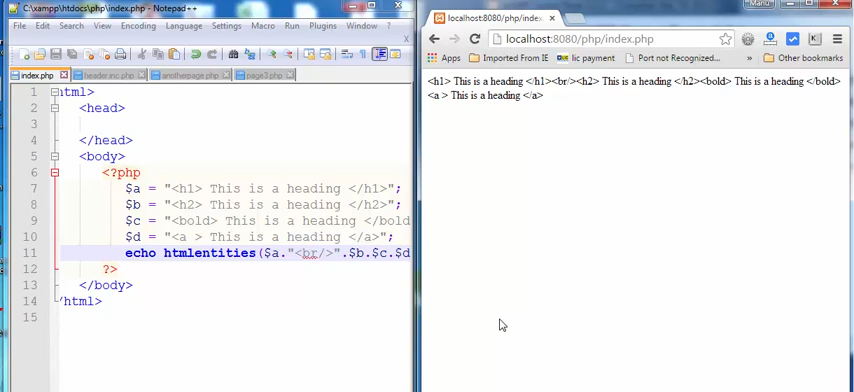 C:\xampp\htdocs\php\index.php - Notepad++
File Edit Search View Encoding Language Settings Macro Run Plugins Window ?
index.php header.inc.php anotherpage.php page3.php
1 html>
2 <head>
3
4 </head>
5 <body>
6 <?php
7 $a = "<h1> This is a heading </h1>";
8 $b = "<h2> This is a heading </h2>";
9 $c = "<bold> This is a heading </bold
10 $d = "<a > This is a heading </a>";
11 echo htmlentities($a."<br/>".$b.$c.$d
12 ?>
13 </body>
14 /html>
15
Manu
localhost:8080/php/index.
localhost:8080/php/index.php
Apps Imported From IE lic payment Port not Recognized... Other bookmarks
<h1> This is a heading </h1><br/><h2> This is a heading </h2><bold> This is a heading </bold>
<a > This is a heading </a>